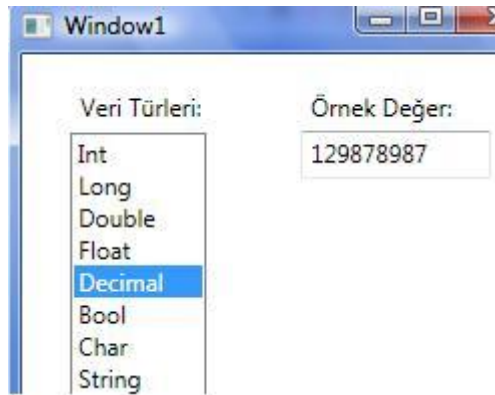 Window1
Veri Türleri:
Örnek Değer:
Int
129878987
Long
Double
Float
Decimal
Bool
Char
String